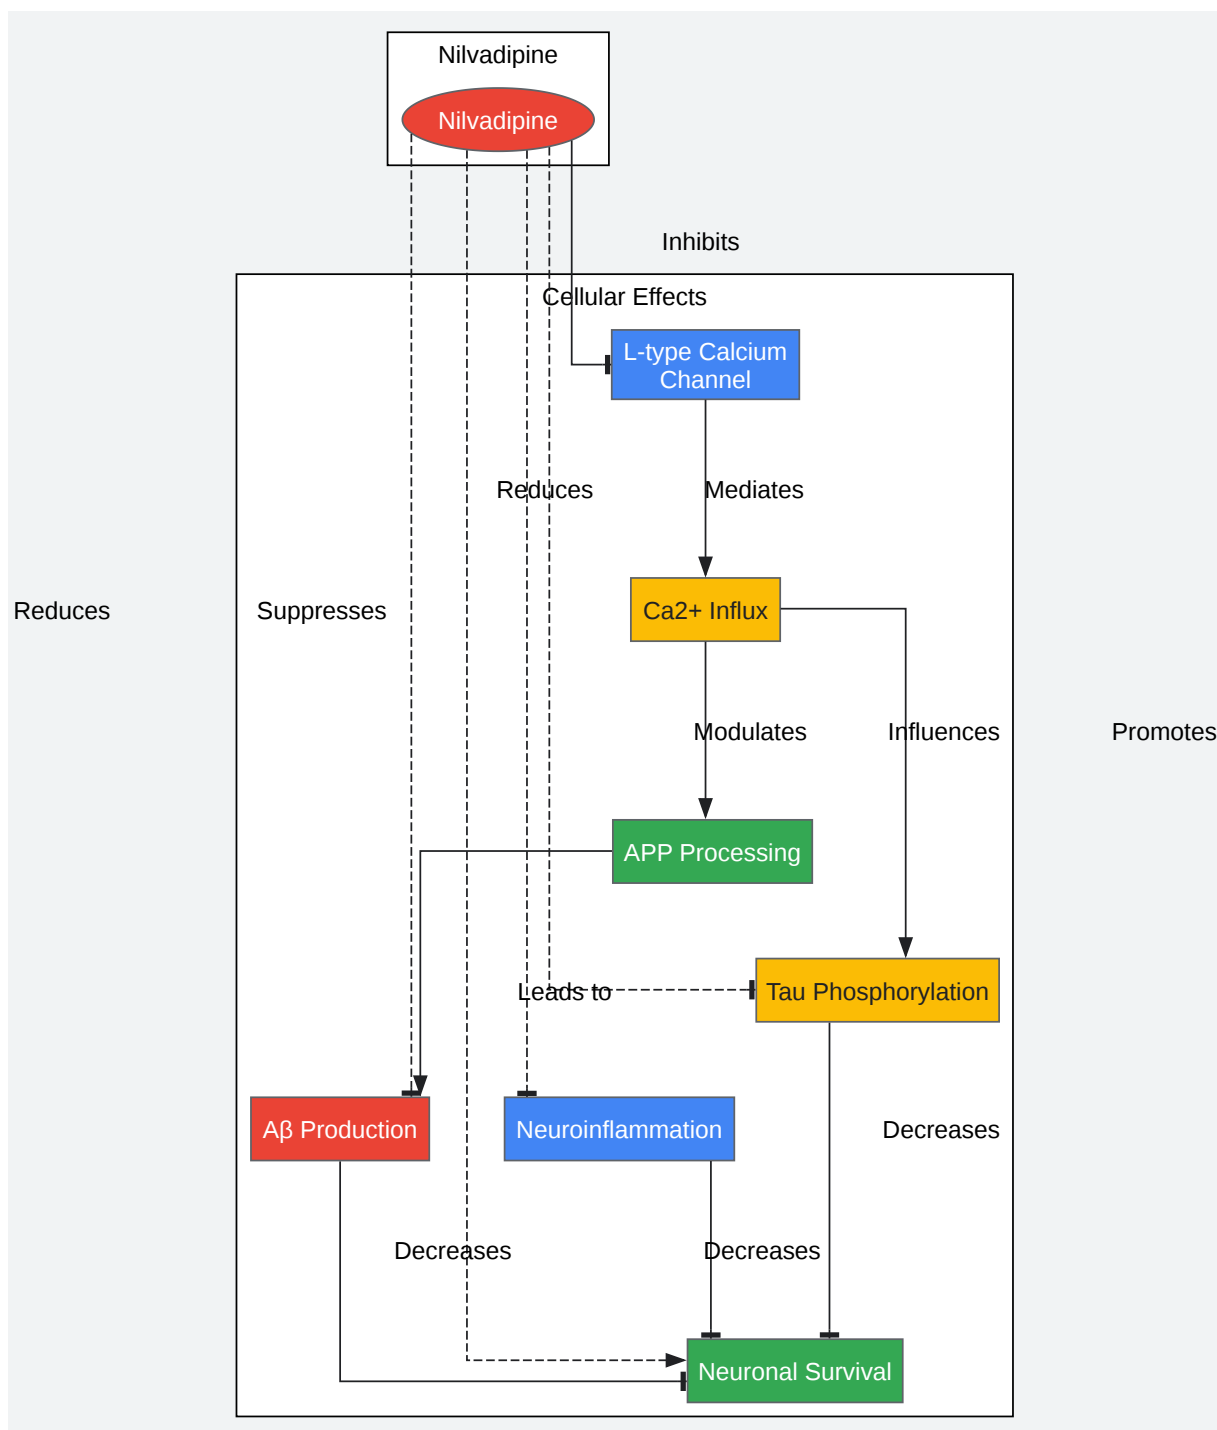 Nilvadipine
Nilvadipine
Inhibits
Cellular Effects
L-type Calcium
Channel
Reduces
Mediates
Reduces
Suppresses
Ca2+ Influx
Modulates
Influences
Promotes
APP Processing
Leads to
Tau Phosphorylation
Aβ Production
Neuroinflammation
Decreases
Decreases
Decreases
Neuronal Survival